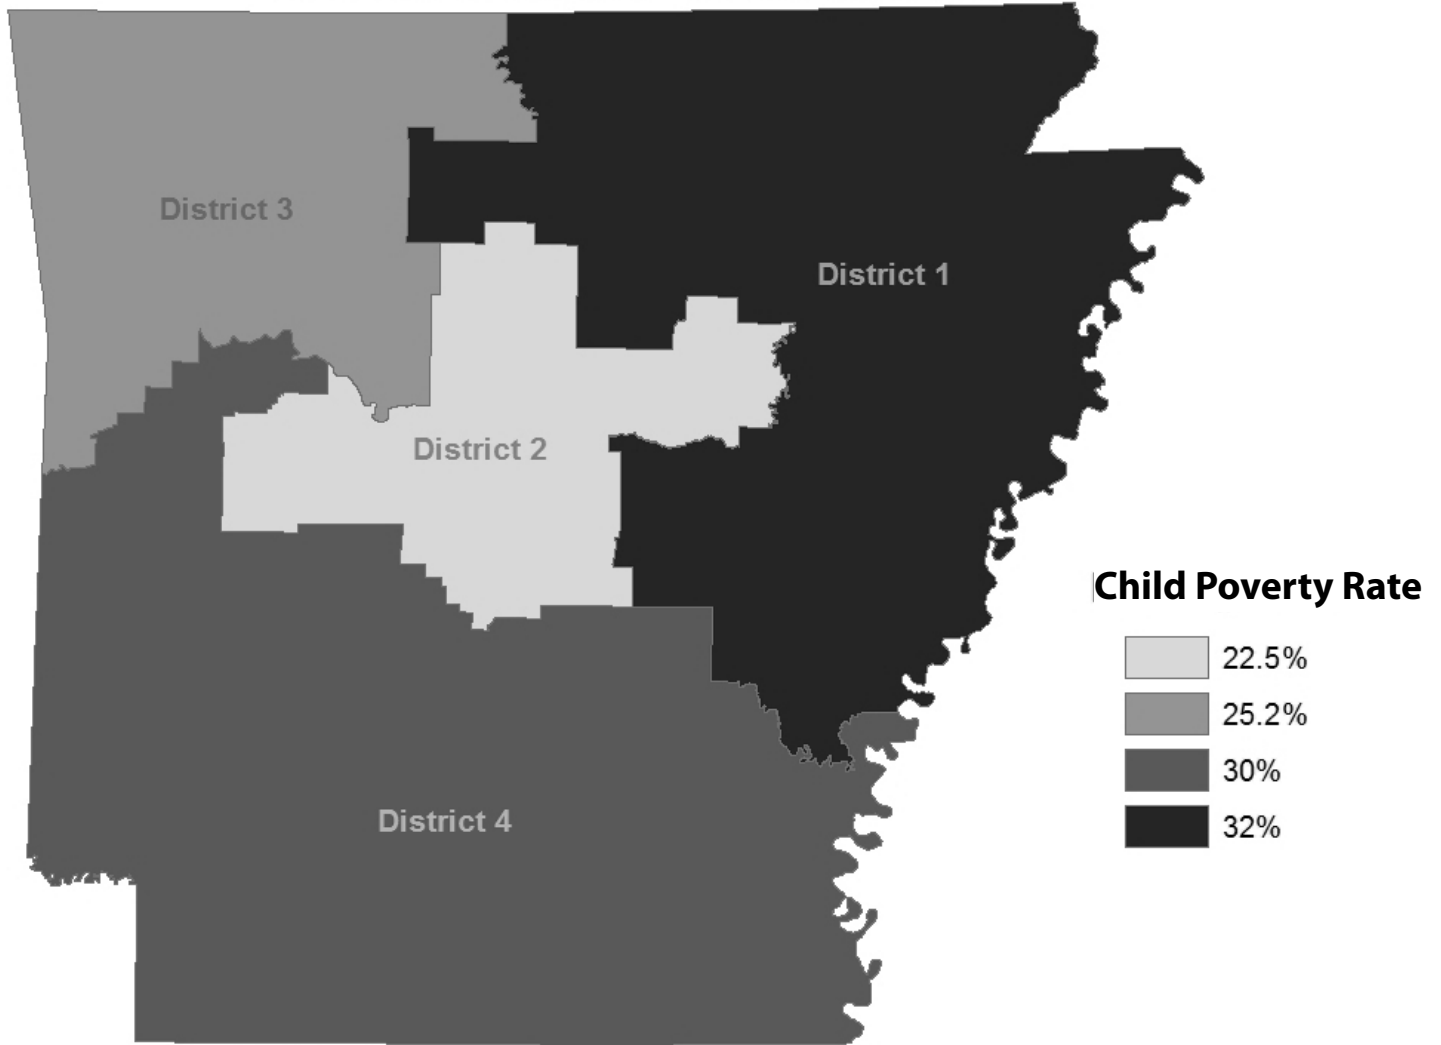 District 3
District 1
District 2
District 4
Child Poverty Rate
22.5%
25.2%
30%
32%